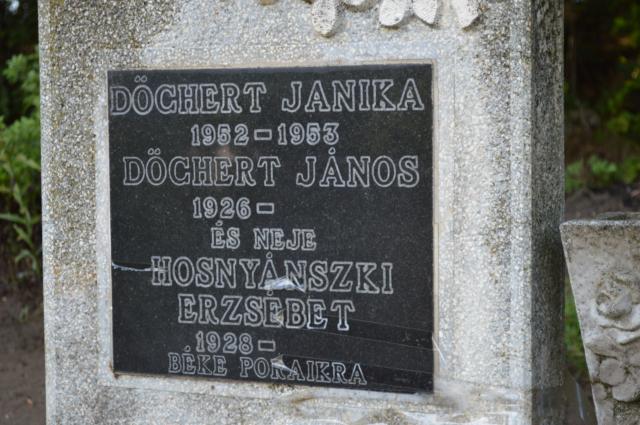 DÖCHERT JANIKA
1952 - 1953
DÖCHERT JÁNOS
1926 -
ÉS NEJE
HOSNYÁNSZKI
ERZSÉBET
1928 -
BÉKE PORAIKRA